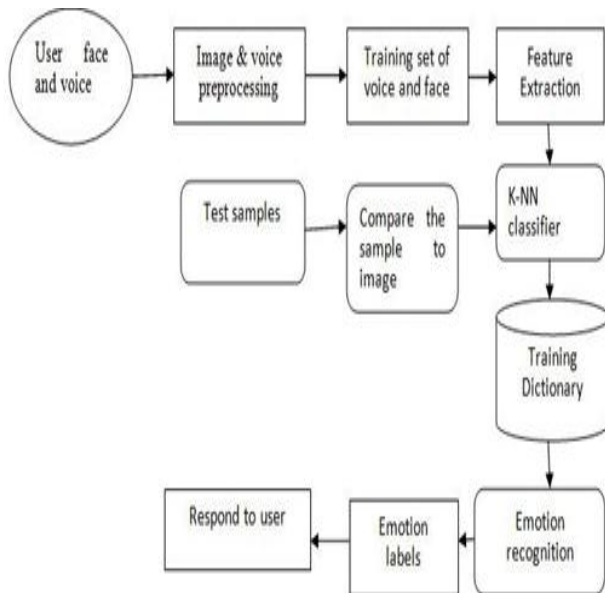 User face
and voice
Image & voice
preprocessing
Training set of
voice and face
Feature
Extraction
Test samples
Compare the
sample to
image
K-NN
classifier
Training
Dictionary
Respond to user
Emotion
labels
Emotion
recognition